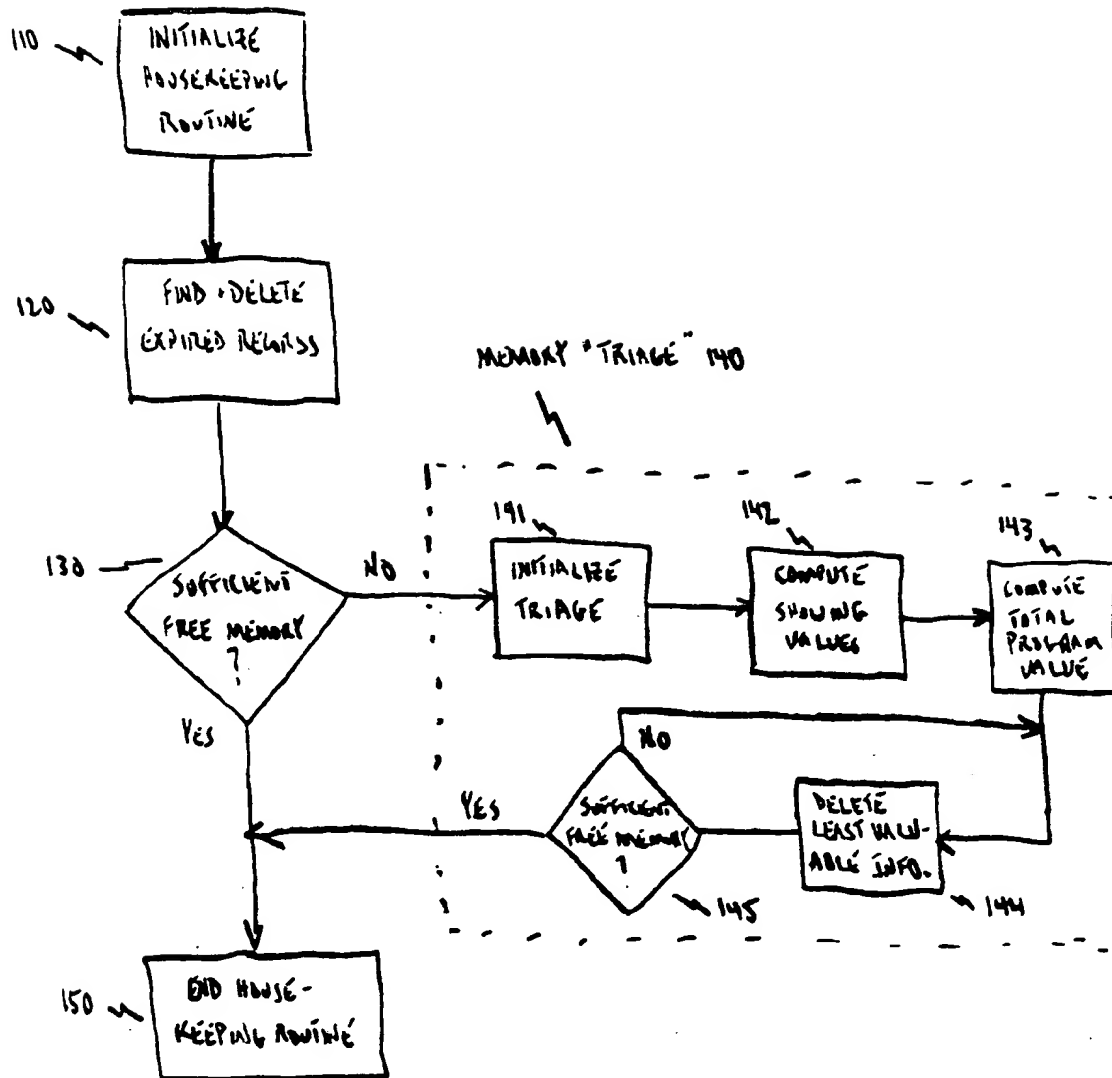 110
INITIALIZE
HOUSEKEEPING
ROUTINE
120
FIND + DELETE
EXPIRED RECORDS
MEMORY "TRIAGE" 140
130
SUFFICIENT
FREE MEMORY
?
NO
YES
141
INITIALIZE
TRIAGE
142
COMPUTE
SHOWING
VALUES
143
COMPUTE
TOTAL
PROGRAM
VALUE
NO
DELETE
LEAST VALU-
ABLE INFO.
144
SUFFICIENT
FREE MEMORY
?
145
YES
150
END HOUSE-
KEEPING ROUTINE